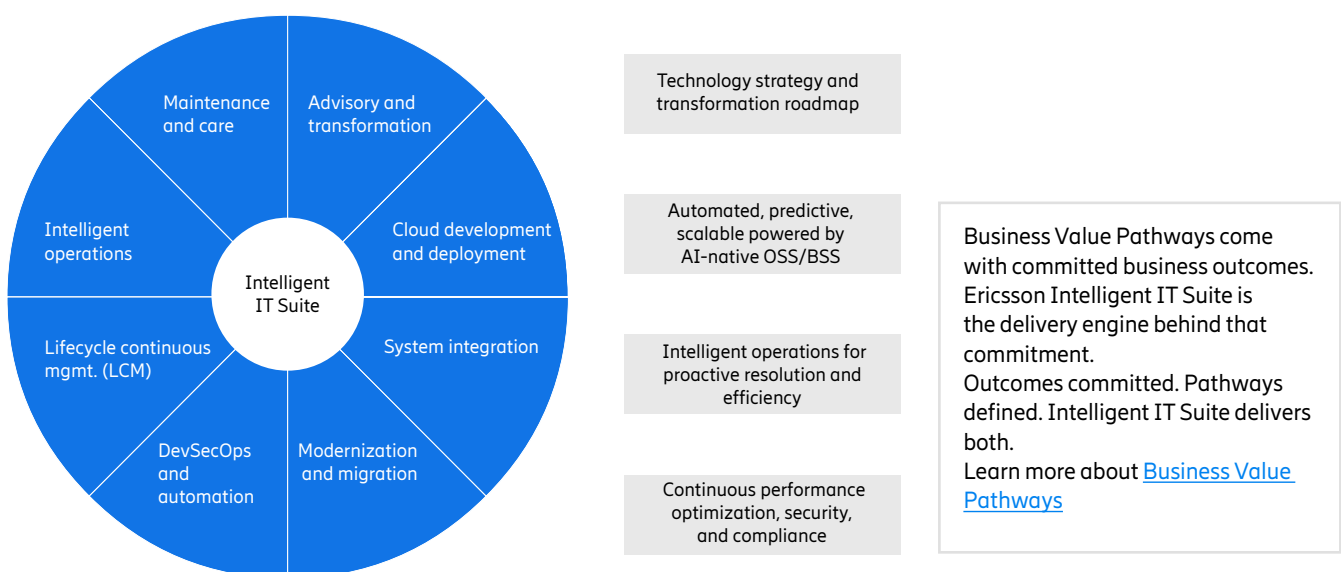 Maintenance
and care
Advisory and
transformation
Intelligent
operations
Cloud development
and deployment
Intelligent
IT Suite
Lifecycle continuous
mgmt. (LCM)
System integration
DevSecOps
and
automation
Modernization
and migration
Technology strategy and
transformation roadmap
Automated, predictive,
scalable powered by
AI-native OSS/BSS
Intelligent operations for
proactive resolution and
efficiency
Continuous performance
optimization, security,
and compliance
Business Value Pathways come
with committed business outcomes.
Ericsson Intelligent IT Suite is
the delivery engine behind that
commitment.
Outcomes committed. Pathways
defined. Intelligent IT Suite delivers
both.
Learn more about Business Value
Pathways